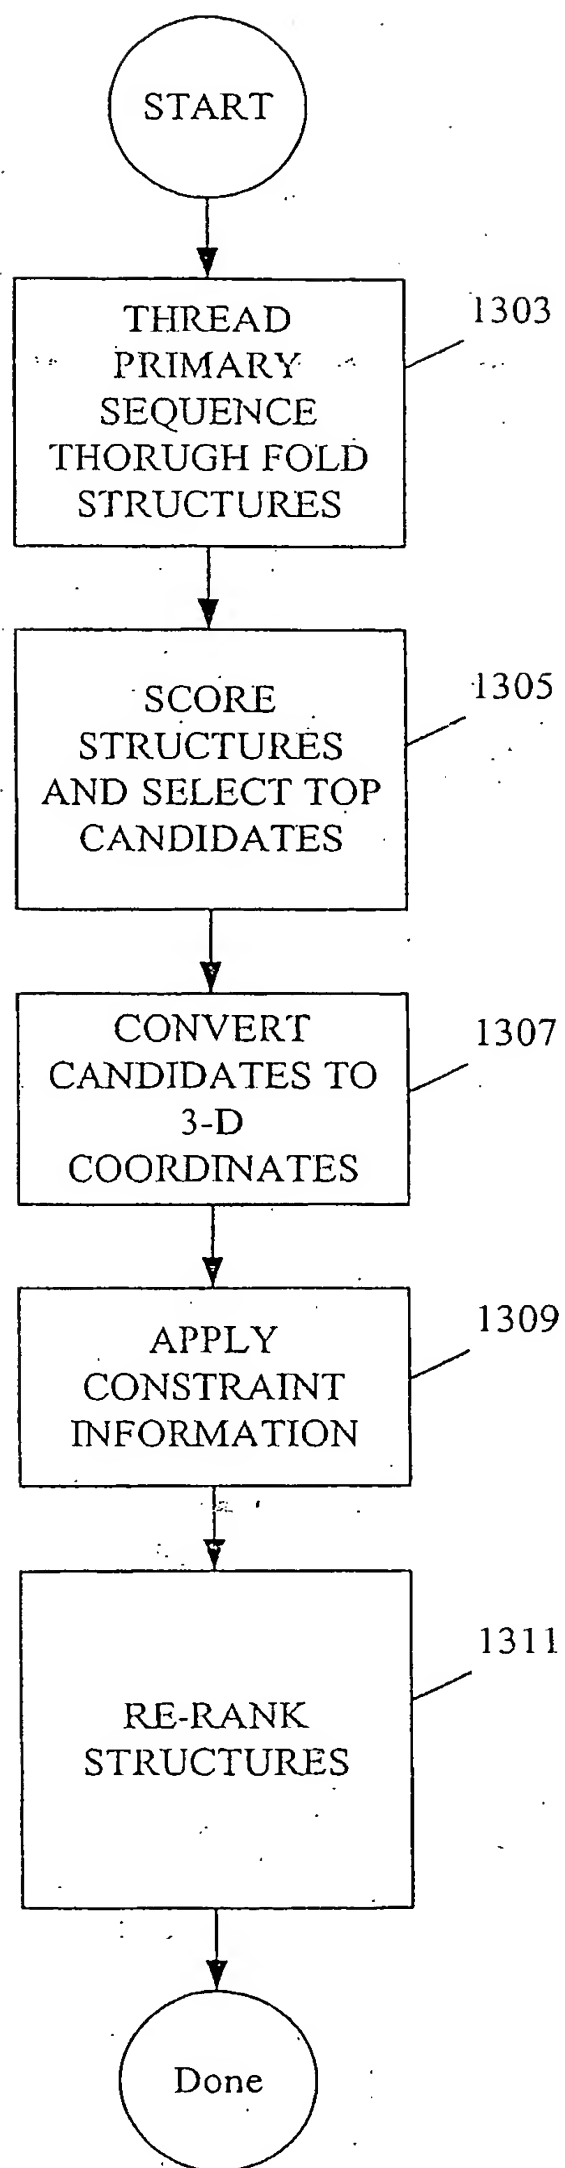 START
THREAD
PRIMARY
SEQUENCE
THORUGH FOLD
STRUCTURES
1303
SCORE
STRUCTURES
AND SELECT TOP
CANDIDATES
1305
CONVERT
CANDIDATES TO
3-D
COORDINATES
1307
APPLY
CONSTRAINT
INFORMATION
1309
RE-RANK
STRUCTURES
1311
Done